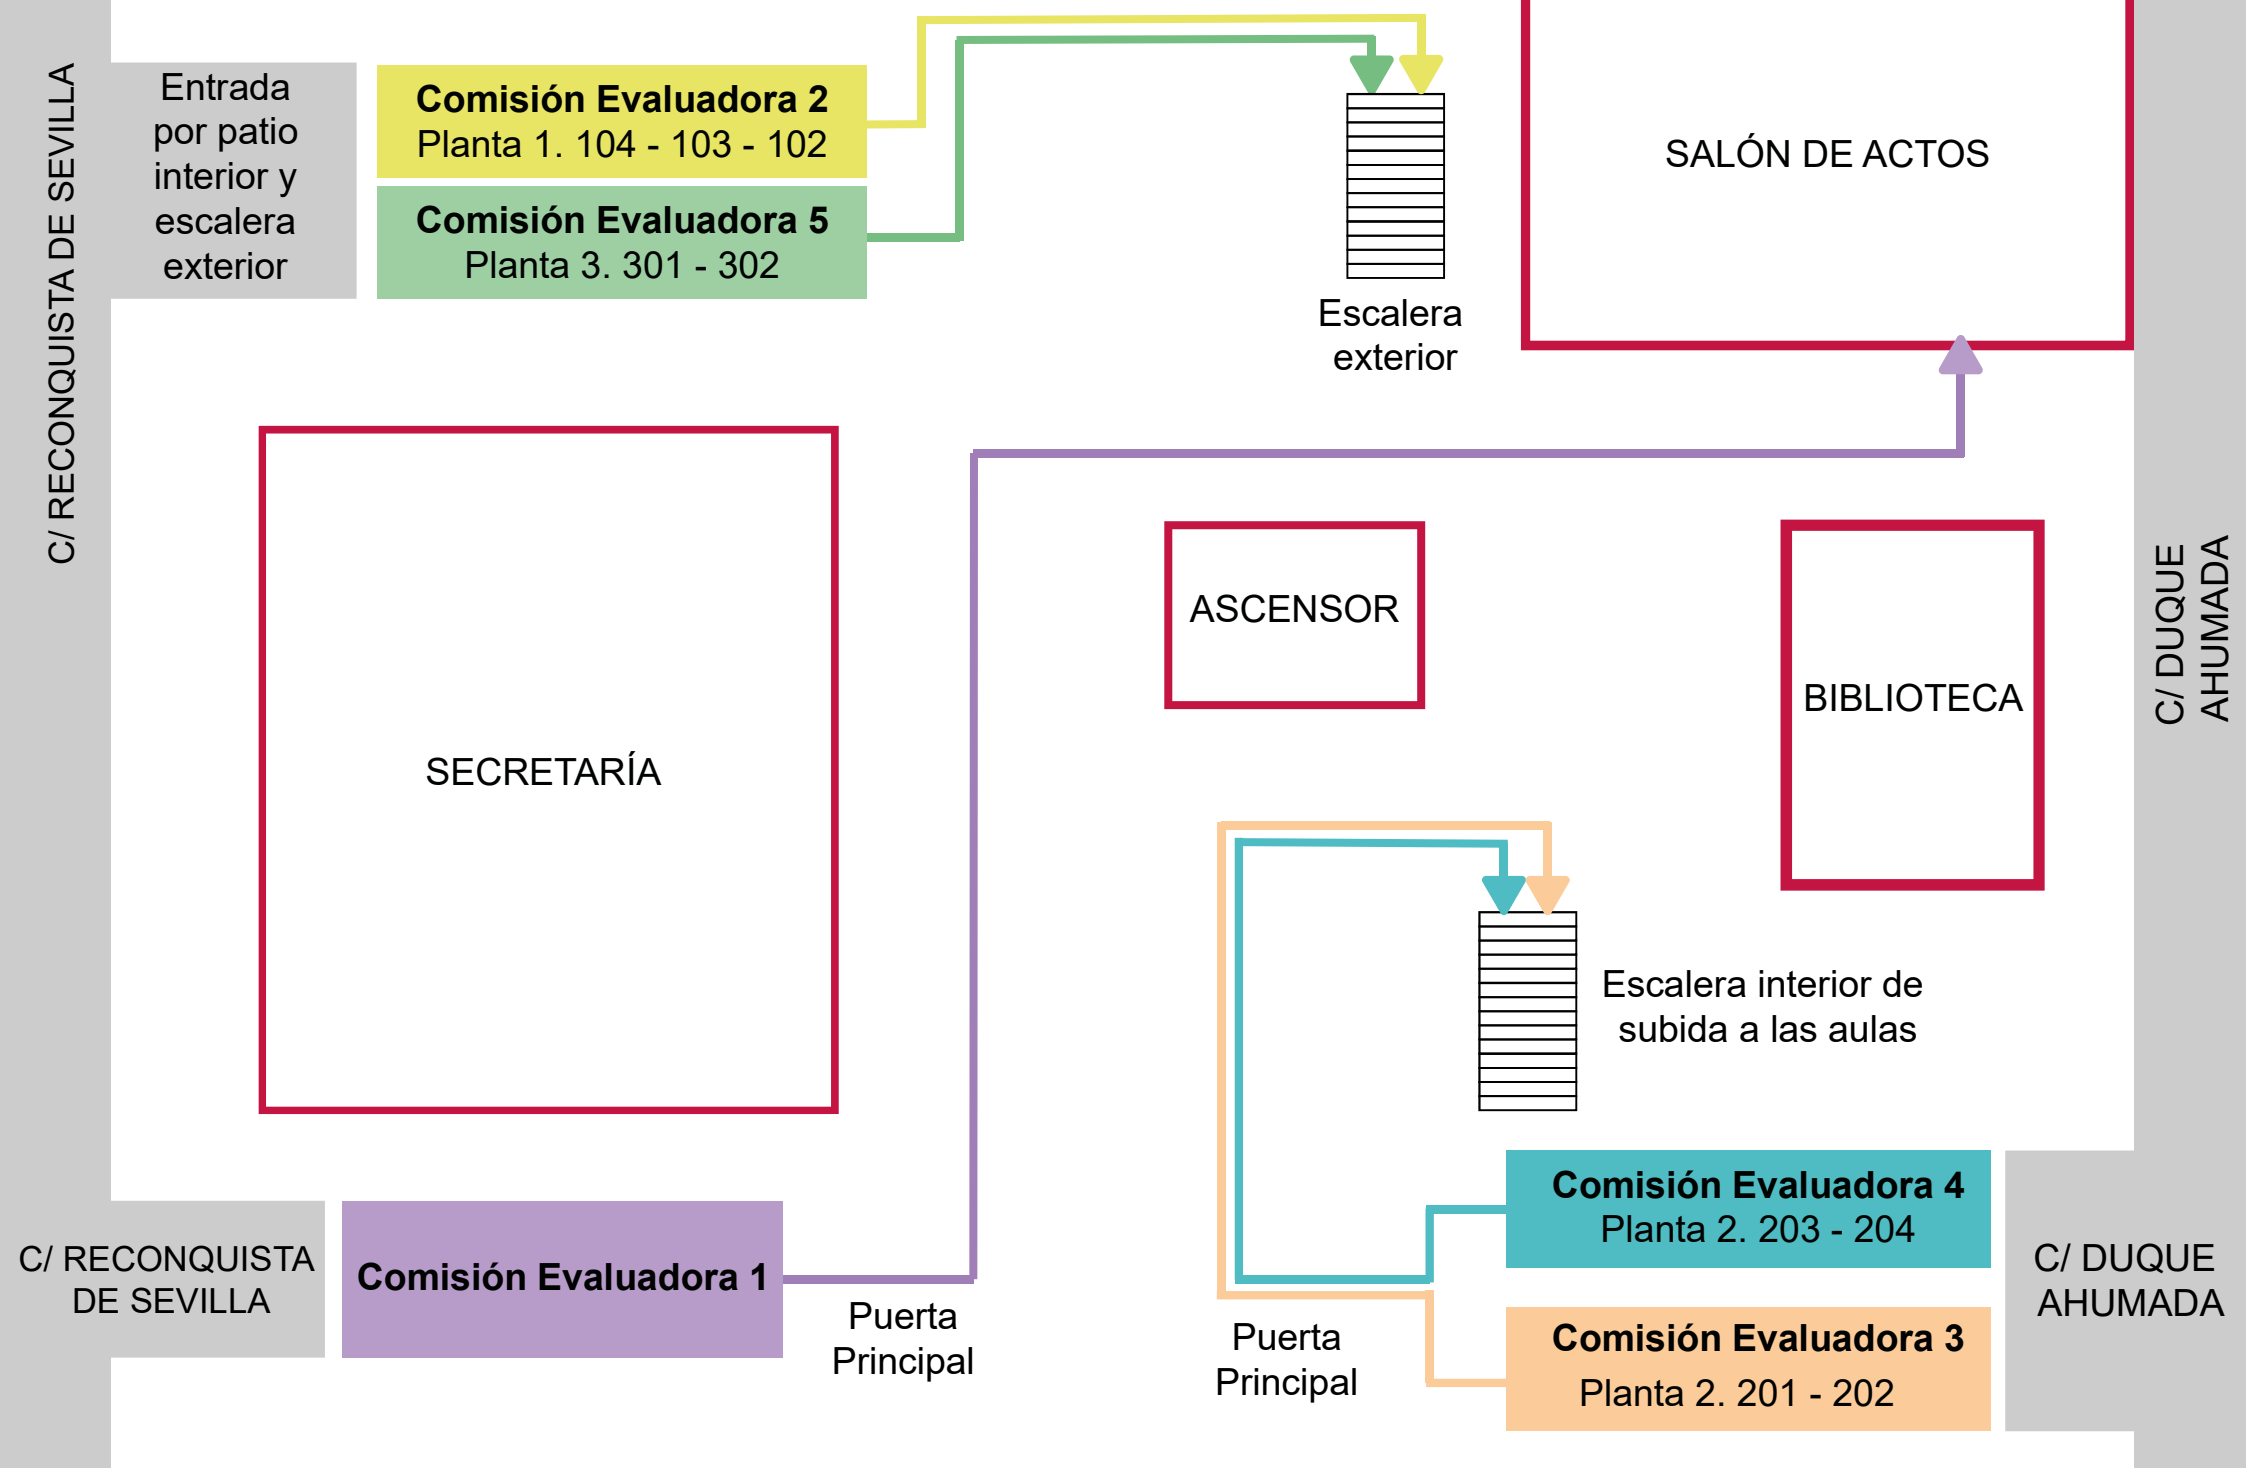 C/ RECONQUISTA DE SEVILLA
Entrada
por patio
interior y
escalera
exterior
Comisión Evaluadora 2
Planta 1. 104 - 103 - 102
Comisión Evaluadora 5
Planta 3. 301 - 302
Escalera
exterior
SALÓN DE ACTOS
SECRETARÍA
ASCENSOR
BIBLIOTECA
C/ DUQUE
AHUMADA
Escalera interior de
subida a las aulas
C/ RECONQUISTA
DE SEVILLA
Comisión Evaluadora 1
Puerta
Principal
Puerta
Principal
Comisión Evaluadora 4
Planta 2. 203 - 204
Comisión Evaluadora 3
Planta 2. 201 - 202
C/ DUQUE
AHUMADA